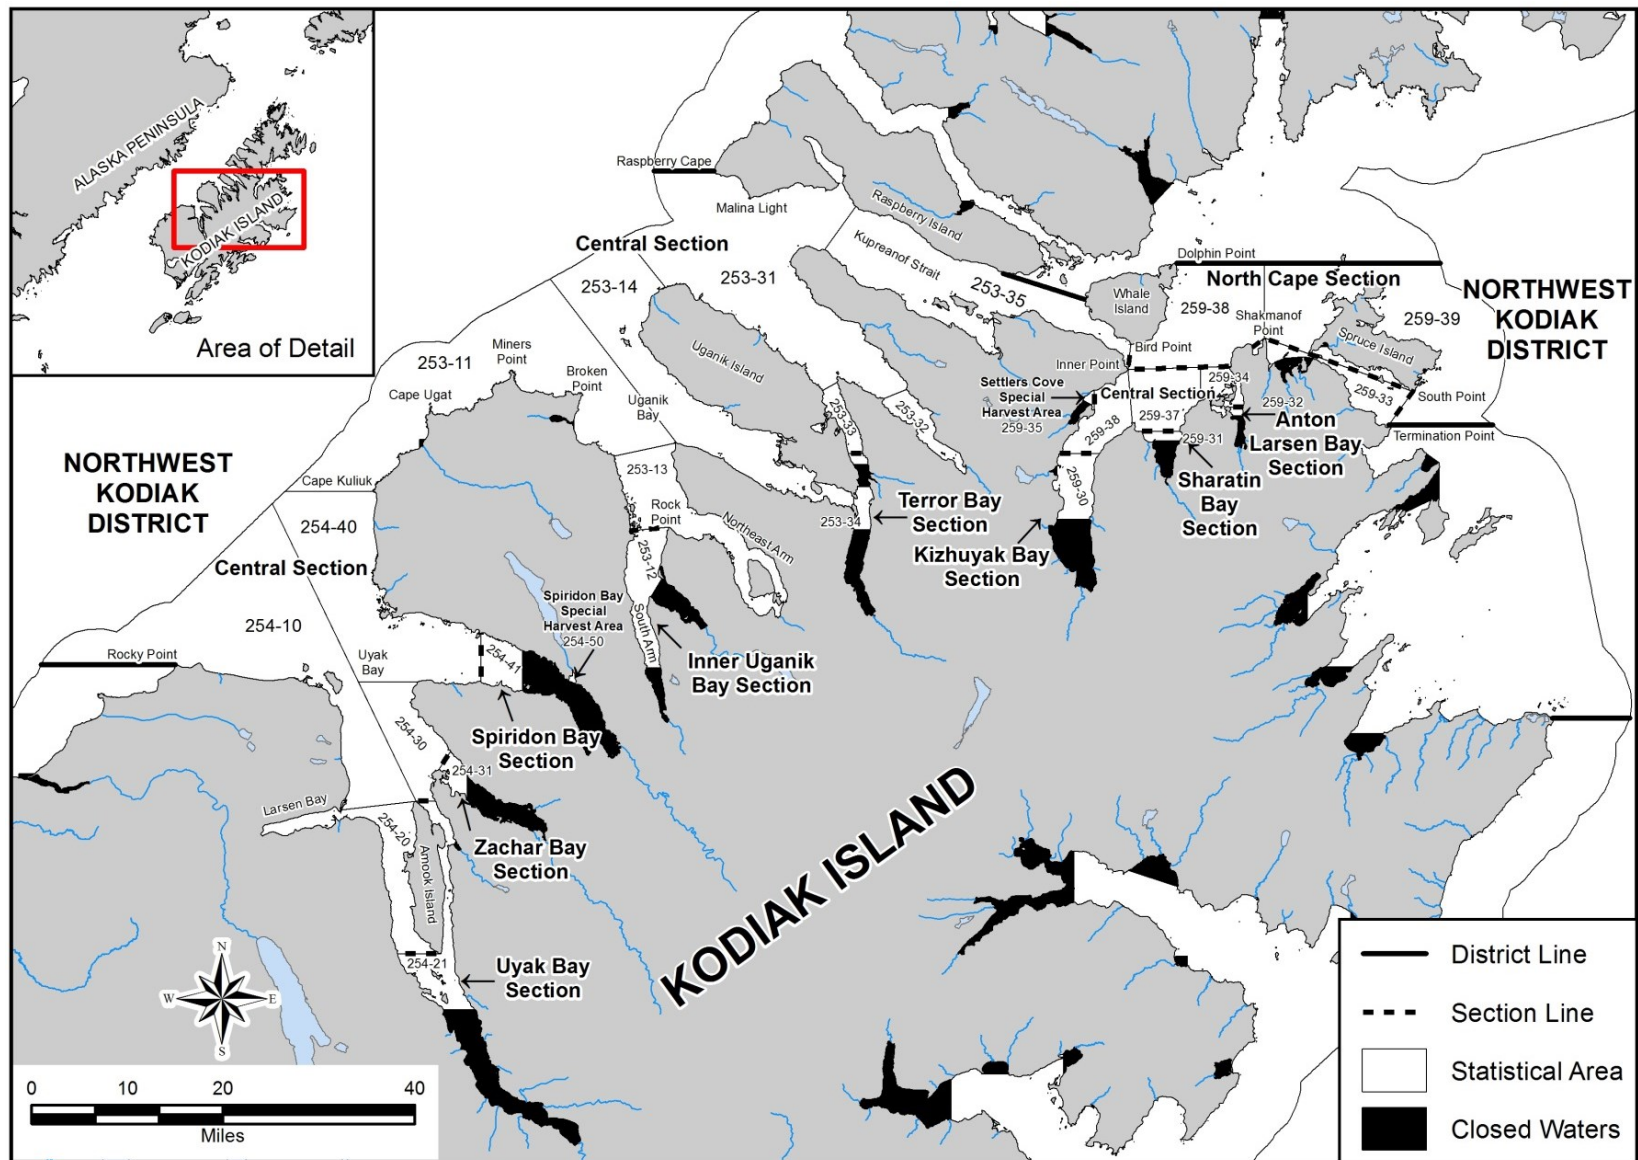 ALASKA PENINSULA
KODIAK ISLAND
Area of Detail
Raspberry Cape
Malina Light
Raspberry Island
Kupreanof Strait
Central Section
253-14
253-31
253-35
Whale
Island
Dolphin Point
North Cape Section
259-38
Shakmanof
Point
259-39
Spruce Island
NORTHWEST
KODIAK
DISTRICT
253-11
Miners
Point
Broken
Point
Cape Ugat
Uganik Island
Uganik
Bay
Inner Point
Bird Point
Settlers Cove
Special
Harvest Area
259-35
Central Section
259-34
259-32
259-33
South Point
Termination Point
259-37
259-38
259-31
Anton
Larsen Bay
Section
Sharatin
Bay
Section
253-33
253-32
259-30
NORTHWEST
KODIAK
DISTRICT
Cape Kuliuk
253-13
Rock
Point
Northeast Arm
253-34
Terror Bay
Section
Kizhuyak Bay
Section
254-40
Central Section
253-12
Spiridon Bay
Special
Harvest Area
254-50
South Arm
254-10
Rocky Point
Uyak
Bay
254-41
Inner Uganik
Bay Section
254-30
Spiridon Bay
Section
254-31
Larsen Bay
254-20
Amook Island
Zachar Bay
Section
KODIAK ISLAND
254-21
Uyak Bay
Section
N
W
E
S
0 10 20 40
Miles
District Line
Section Line
Statistical Area
Closed Waters